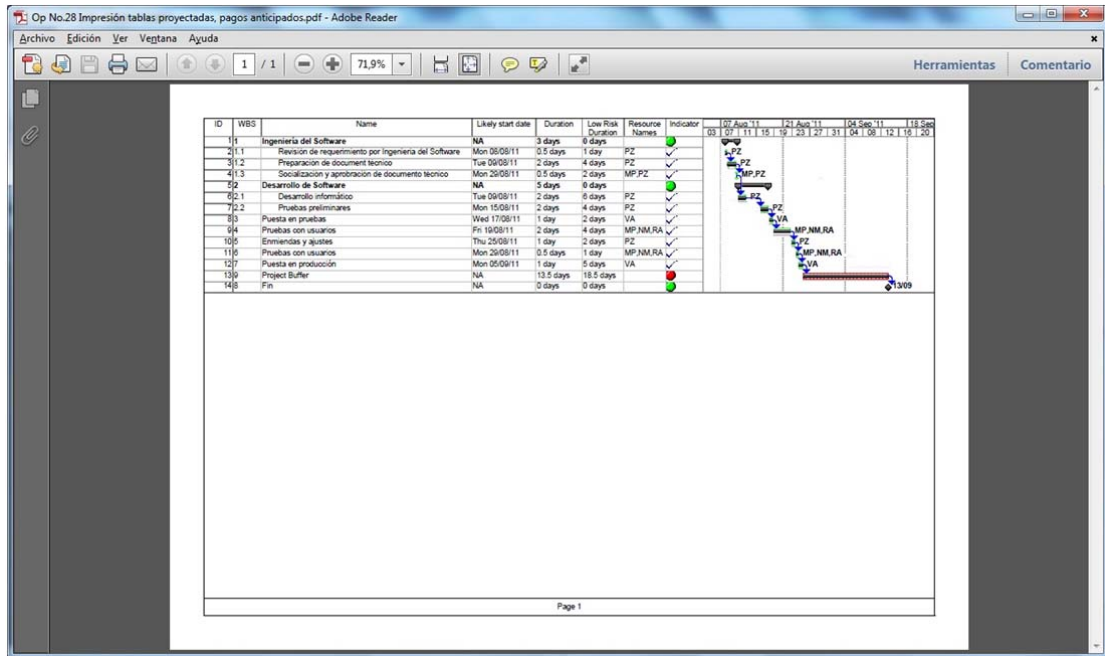 Op No.28 Impresión tablas proyectadas, pagos anticipados.pdf - Adobe Reader
Archivo Edición Ver Ventana Ayuda
1 / 1 71,9% Herramientas Comentario
ID WBS Name Likely start date Duration Low Risk Duration Resource Names Indicator 07 Aug '11 21 Aug '11 04 Sep '11 18 Sep
03 07 11 15 19 23 27 31 04 08 12 16 20
1 1 Ingeniería del Software NA 3 days 0 days
2 1.1 Revisión de requerimiento por Ingeniería del Software Mon 08/08/11 0.5 days 1 day PZ PZ
3 1.2 Preparación de document técnico Tue 09/08/11 2 days 4 days PZ PZ
4 1.3 Socialización y aprobración de documento técnico Mon 29/08/11 0.5 days 2 days MP,PZ MP,PZ
5 2 Desarrollo de Software NA 5 days 0 days
6 2.1 Desarrollo informático Tue 09/08/11 2 days 6 days PZ PZ
7 2.2 Pruebas preliminares Mon 15/08/11 2 days 4 days PZ PZ
8 3 Puesta en pruebas Wed 17/08/11 1 day 2 days VA VA
9 4 Pruebas con usuarios Fri 19/08/11 2 days 4 days MP,NM,RA MP,NM,RA
10 5 Enmiendas y ajustes Thu 25/08/11 1 day 2 days PZ PZ
11 6 Pruebas con usuarios Mon 29/08/11 0.5 days 1 day MP,NM,RA MP,NM,RA
12 7 Puesta en producción Mon 05/09/11 1 day 5 days VA VA
13 9 Project Buffer NA 13.5 days 18.5 days
14 8 Fin NA 0 days 0 days 13/09
Page 1